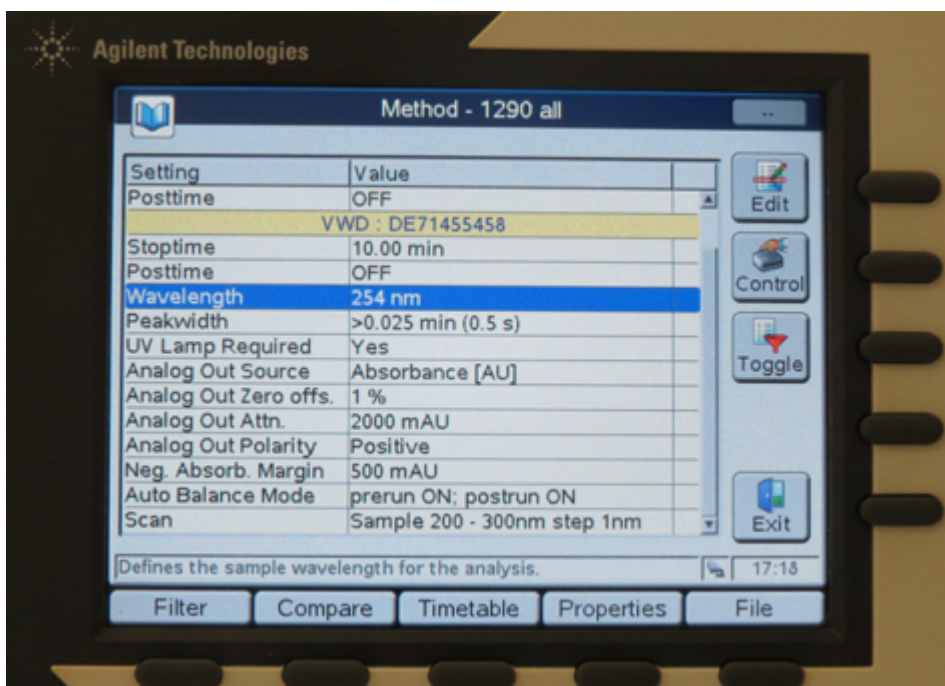 Agilent Technologies
Method - 1290 all
--
Setting Value
Posttime OFF
Edit
VWD : DE71455458
Stoptime 10.00 min
Posttime OFF
Control
Wavelength 254 nm
Peakwidth >0.025 min (0.5 s)
UV Lamp Required Yes
Toggle
Analog Out Source Absorbance [AU]
Analog Out Zero offs. 1 %
Analog Out Attn. 2000 mAU
Analog Out Polarity Positive
Neg. Absorb. Margin 500 mAU
Auto Balance Mode prerun ON; postrun ON
Scan Sample 200 - 300nm step 1nm
Exit
Defines the sample wavelength for the analysis. 17:18
Filter Compare Timetable Properties File